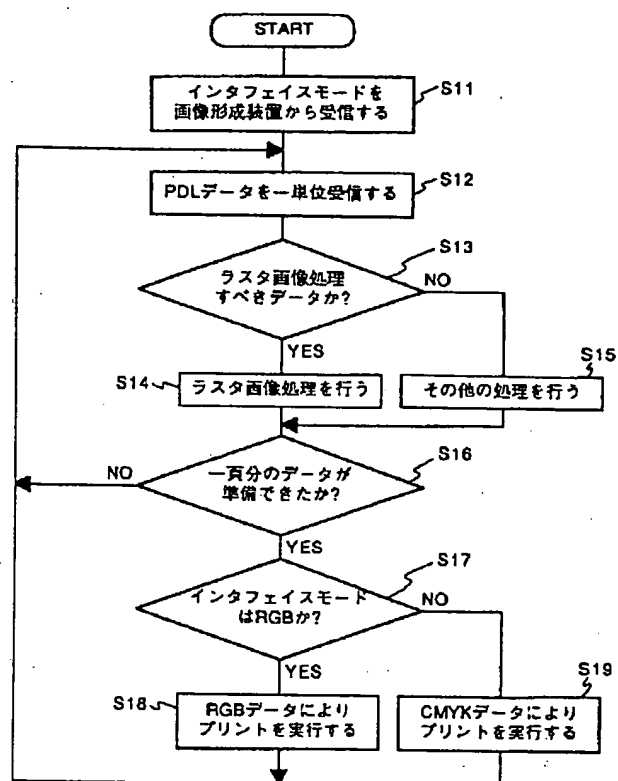 START
インタフェイスモードを
画像形成装置から受信する
S11
PDLデータを一単位受信する
S12
ラスタ画像処理
すべきデータか?
S13
NO
YES
S14
ラスタ画像処理を行う
S15
その他の処理を行う
一頁分のデータが
準備できたか?
S16
NO
YES
インタフェイスモード
はRGBか?
S17
NO
YES
S18
RGBデータにより
プリントを実行する
S19
CMYKデータにより
プリントを実行する